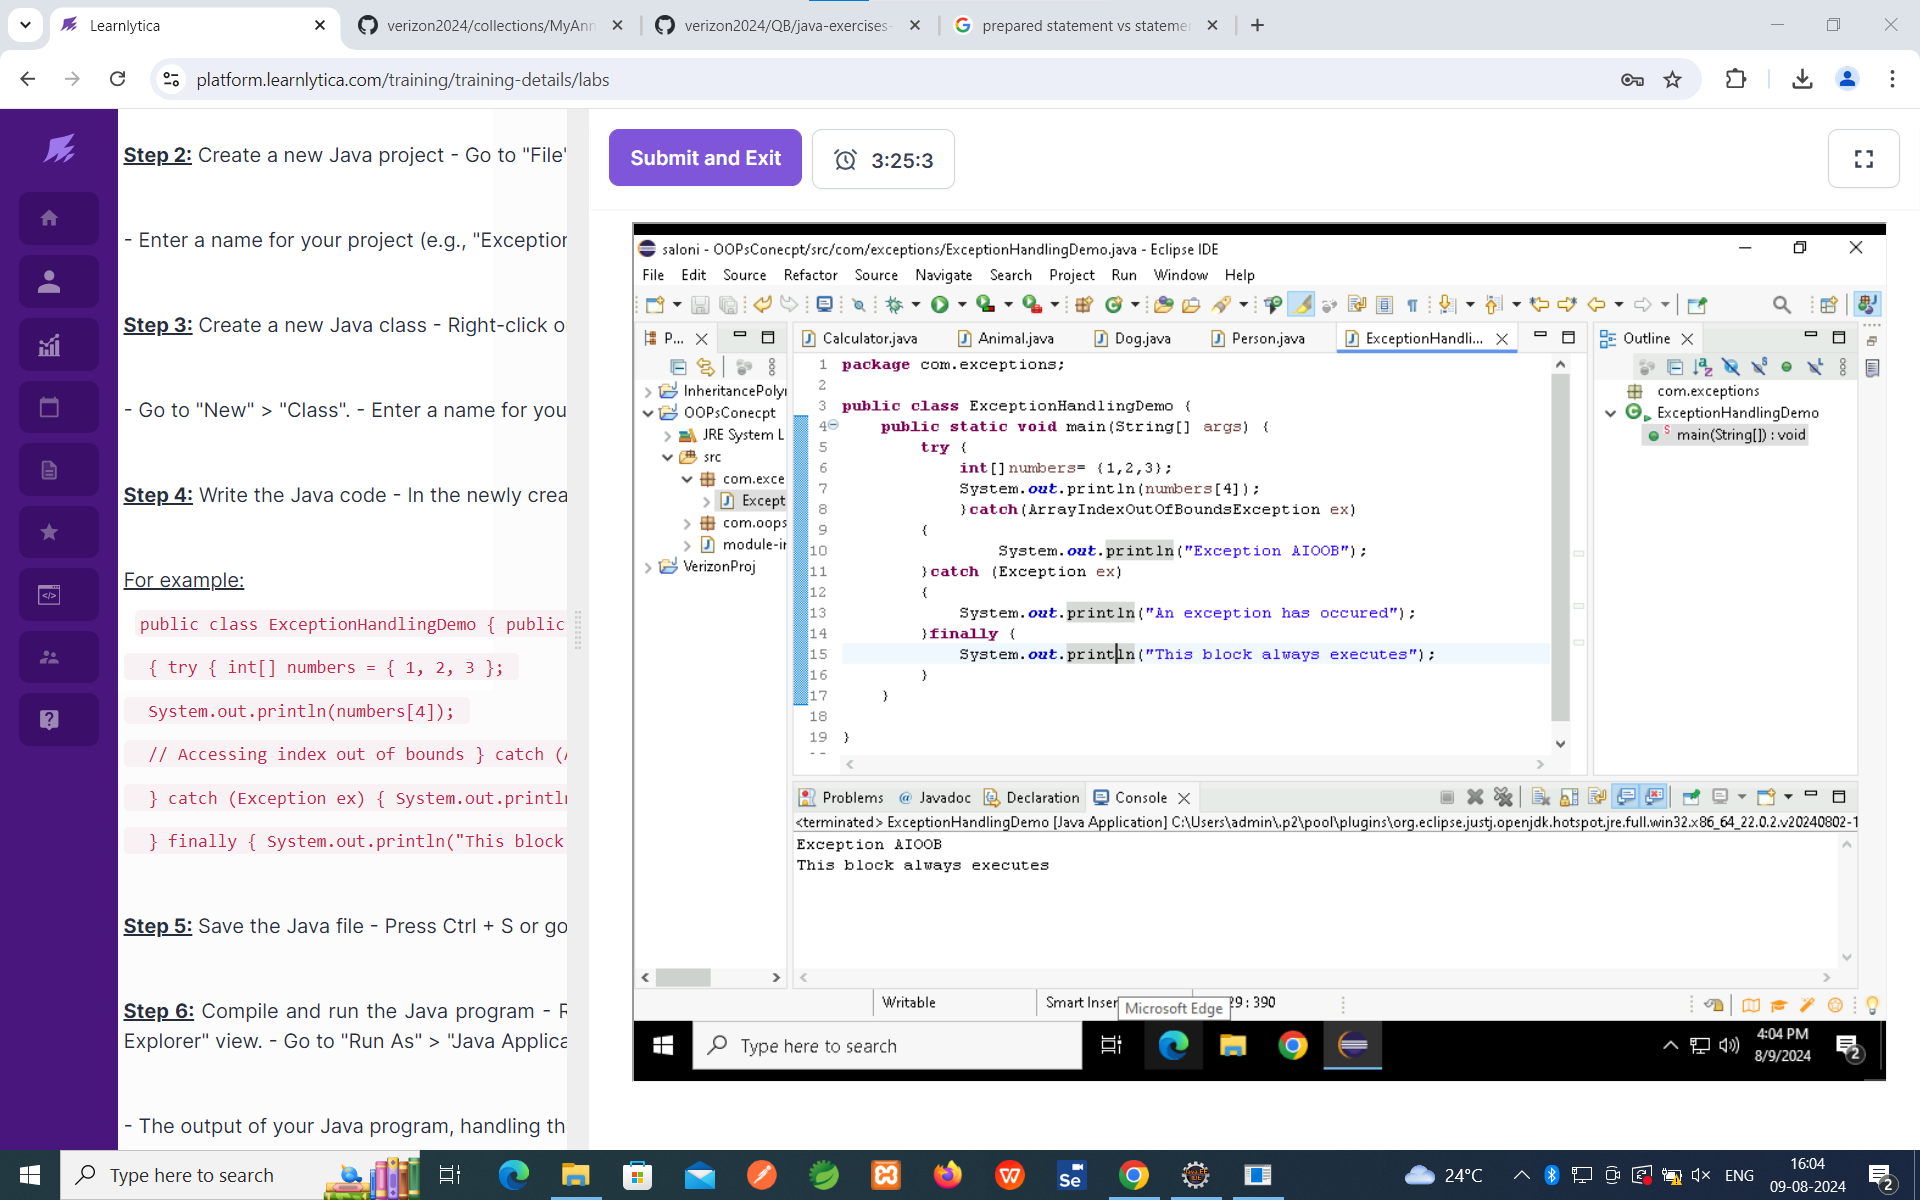 Learnlytica
verizon2024/collections/MyAnn
verizon2024/QB/java-exercises-
prepared statement vs stateme
platform.learnlytica.com/training/training-details/labs
Step 2: Create a new Java project - Go to "File"
- Enter a name for your project (e.g., "Exception
Step 3: Create a new Java class - Right-click o
- Go to "New" > "Class". - Enter a name for you
Step 4: Write the Java code - In the newly crea
For example:
public class ExceptionHandlingDemo { public
{ try { int[] numbers = { 1, 2, 3 };
System.out.println(numbers[4]);
// Accessing index out of bounds } catch (A
} catch (Exception ex) { System.out.println
} finally { System.out.println("This block
Step 5: Save the Java file - Press Ctrl + S or go
Step 6: Compile and run the Java program - R
Explorer" view. - Go to "Run As" > "Java Applica
- The output of your Java program, handling th
Submit and Exit
3:25:3
saloni - OOPsConecpt/src/com/exceptions/ExceptionHandlingDemo.java - Eclipse IDE
File Edit Source Refactor Source Navigate Search Project Run Window Help
P...
InheritancePolyr
OOPsConecpt
JRE System L
src
com.exce
Except
com.oops
module-in
VerizonProj
Calculator.java Animal.java Dog.java Person.java ExceptionHandli...
1 package com.exceptions;
2
3 public class ExceptionHandlingDemo {
4 public static void main(String[] args) {
5 try {
6 int[]numbers= {1,2,3};
7 System.out.println(numbers[4]);
8 }catch(ArrayIndexOutOfBoundsException ex)
9 {
10 System.out.println("Exception AIOOB");
11 }catch (Exception ex)
12 {
13 System.out.println("An exception has occured");
14 }finally {
15 System.out.println("This block always executes");
16 }
17 }
18
19 }
Outline
com.exceptions
ExceptionHandlingDemo
main(String[]) : void
Problems Javadoc Declaration Console
<terminated> ExceptionHandlingDemo [Java Application] C:\Users\admin\.p2\pool\plugins\org.eclipse.justj.openjdk.hotspot.jre.full.win32.x86_64_22.0.2.v20240802-1
Exception AIOOB
This block always executes
Writable
Smart Inser
29 : 390
Microsoft Edge
Type here to search
4:04 PM
8/9/2024
2
Type here to search
24°C
ENG
16:04
09-08-2024
2